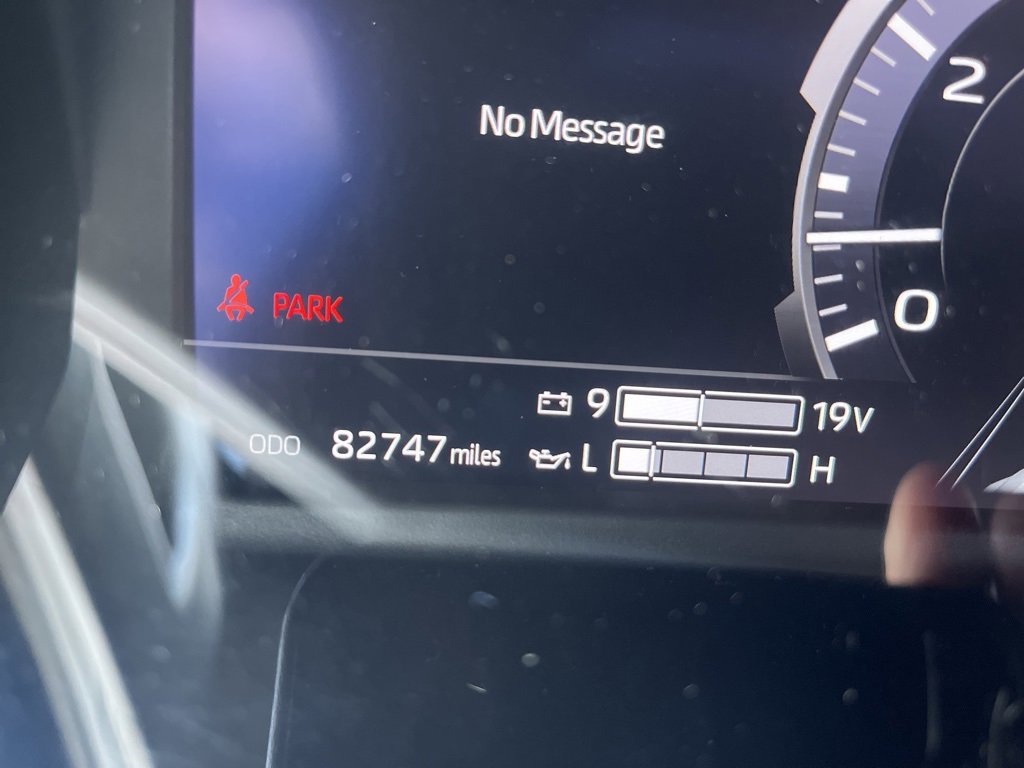 2
No Message
0
PARK
9 19V
ODO 82747 miles L H